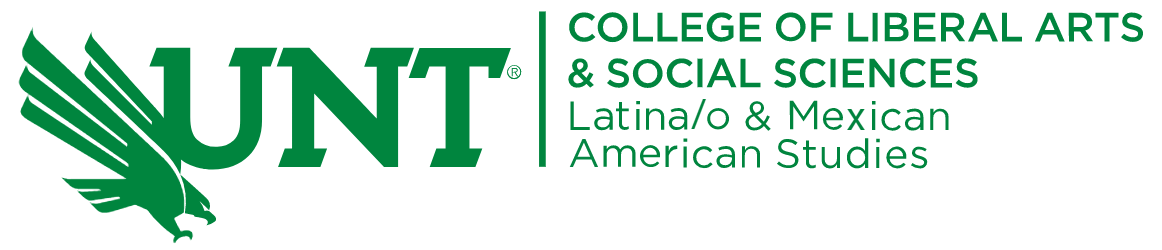 UNT®
COLLEGE OF LIBERAL ARTS
& SOCIAL SCIENCES
Latina/o & Mexican
American Studies